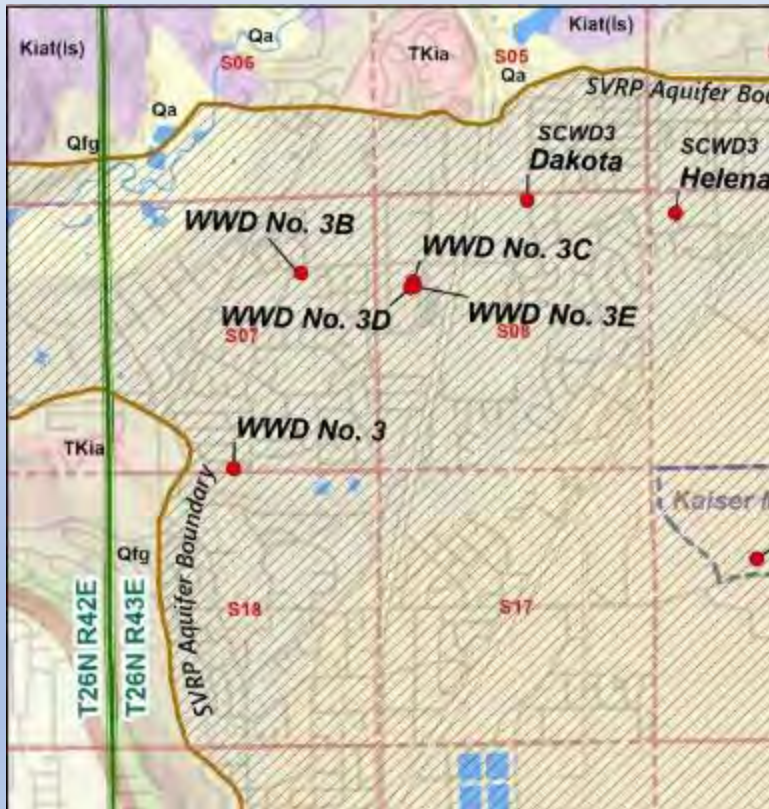 Kiat(ls)
Qa
S06
TKia
S05
Qa
Kiat(ls)
SVRP Aquifer Bou
Qa
Qfg
SCWD3
Dakota
SCWD3
Helena
WWD No. 3B
WWD No. 3C
WWD No. 3D
WWD No. 3E
S07
S08
WWD No. 3
TKia
SVRP Aquifer Boundary
Kaiser M
Qfg
T26N R42E
T26N R43E
S18
S17